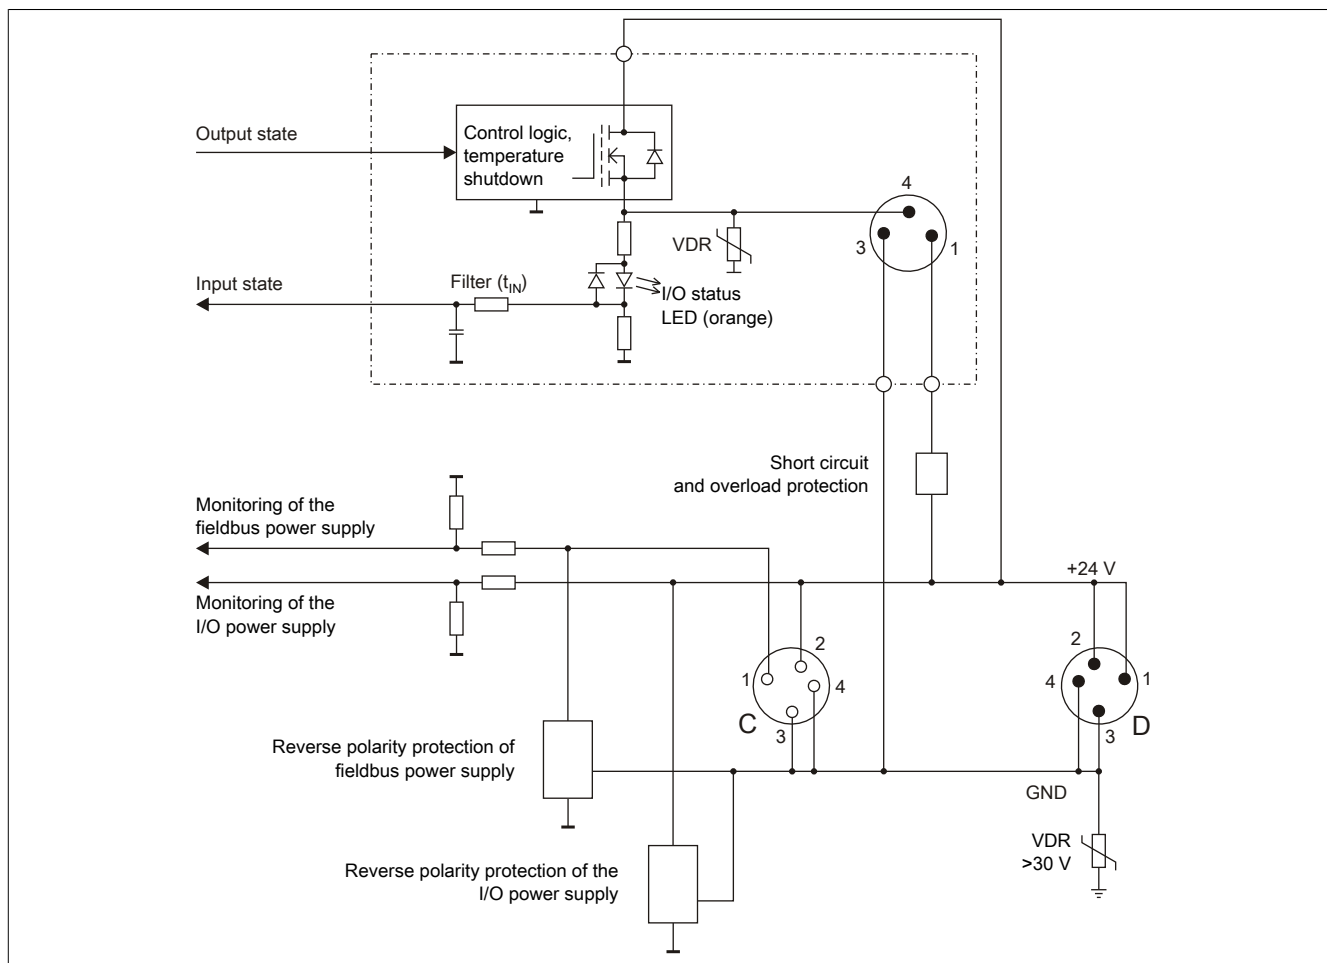 Output state
Control logic,
temperature
shutdown
4
3
1
VDR
Input state
Filter (tIN)
I/O status
LED (orange)
Short circuit
and overload protection
Monitoring of the
fieldbus power supply
+24 V
Monitoring of the
I/O power supply
2
1
4
3
C
2
4
1
3
D
Reverse polarity protection of
fieldbus power supply
GND
VDR
>30 V
Reverse polarity protection of the
I/O power supply